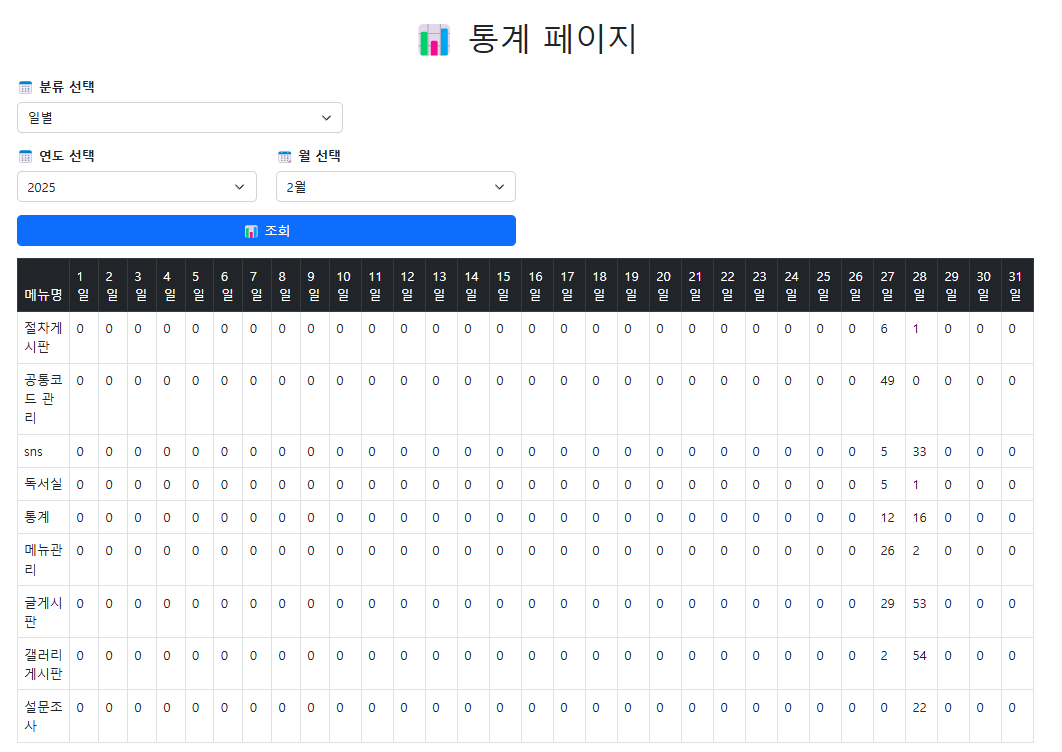 통계 페이지
분류 선택
일별
연도 선택 월 선택
2025 2월
조회
메뉴명 1일 2일 3일 4일 5일 6일 7일 8일 9일 10일 11일 12일 13일 14일 15일 16일 17일 18일 19일 20일 21일 22일 23일 24일 25일 26일 27일 28일 29일 30일 31일
절차게시판 0 0 0 0 0 0 0 0 0 0 0 0 0 0 0 0 0 0 0 0 0 0 0 0 0 0 6 1 0 0 0
공통코드 관리 0 0 0 0 0 0 0 0 0 0 0 0 0 0 0 0 0 0 0 0 0 0 0 0 0 0 49 0 0 0 0
sns 0 0 0 0 0 0 0 0 0 0 0 0 0 0 0 0 0 0 0 0 0 0 0 0 0 0 5 33 0 0 0
독서실 0 0 0 0 0 0 0 0 0 0 0 0 0 0 0 0 0 0 0 0 0 0 0 0 0 0 5 1 0 0 0
통계 0 0 0 0 0 0 0 0 0 0 0 0 0 0 0 0 0 0 0 0 0 0 0 0 0 0 12 16 0 0 0
메뉴관리 0 0 0 0 0 0 0 0 0 0 0 0 0 0 0 0 0 0 0 0 0 0 0 0 0 0 26 2 0 0 0
글게시판 0 0 0 0 0 0 0 0 0 0 0 0 0 0 0 0 0 0 0 0 0 0 0 0 0 0 29 53 0 0 0
갤러리게시판 0 0 0 0 0 0 0 0 0 0 0 0 0 0 0 0 0 0 0 0 0 0 0 0 0 0 2 54 0 0 0
설문조사 0 0 0 0 0 0 0 0 0 0 0 0 0 0 0 0 0 0 0 0 0 0 0 0 0 0 0 22 0 0 0